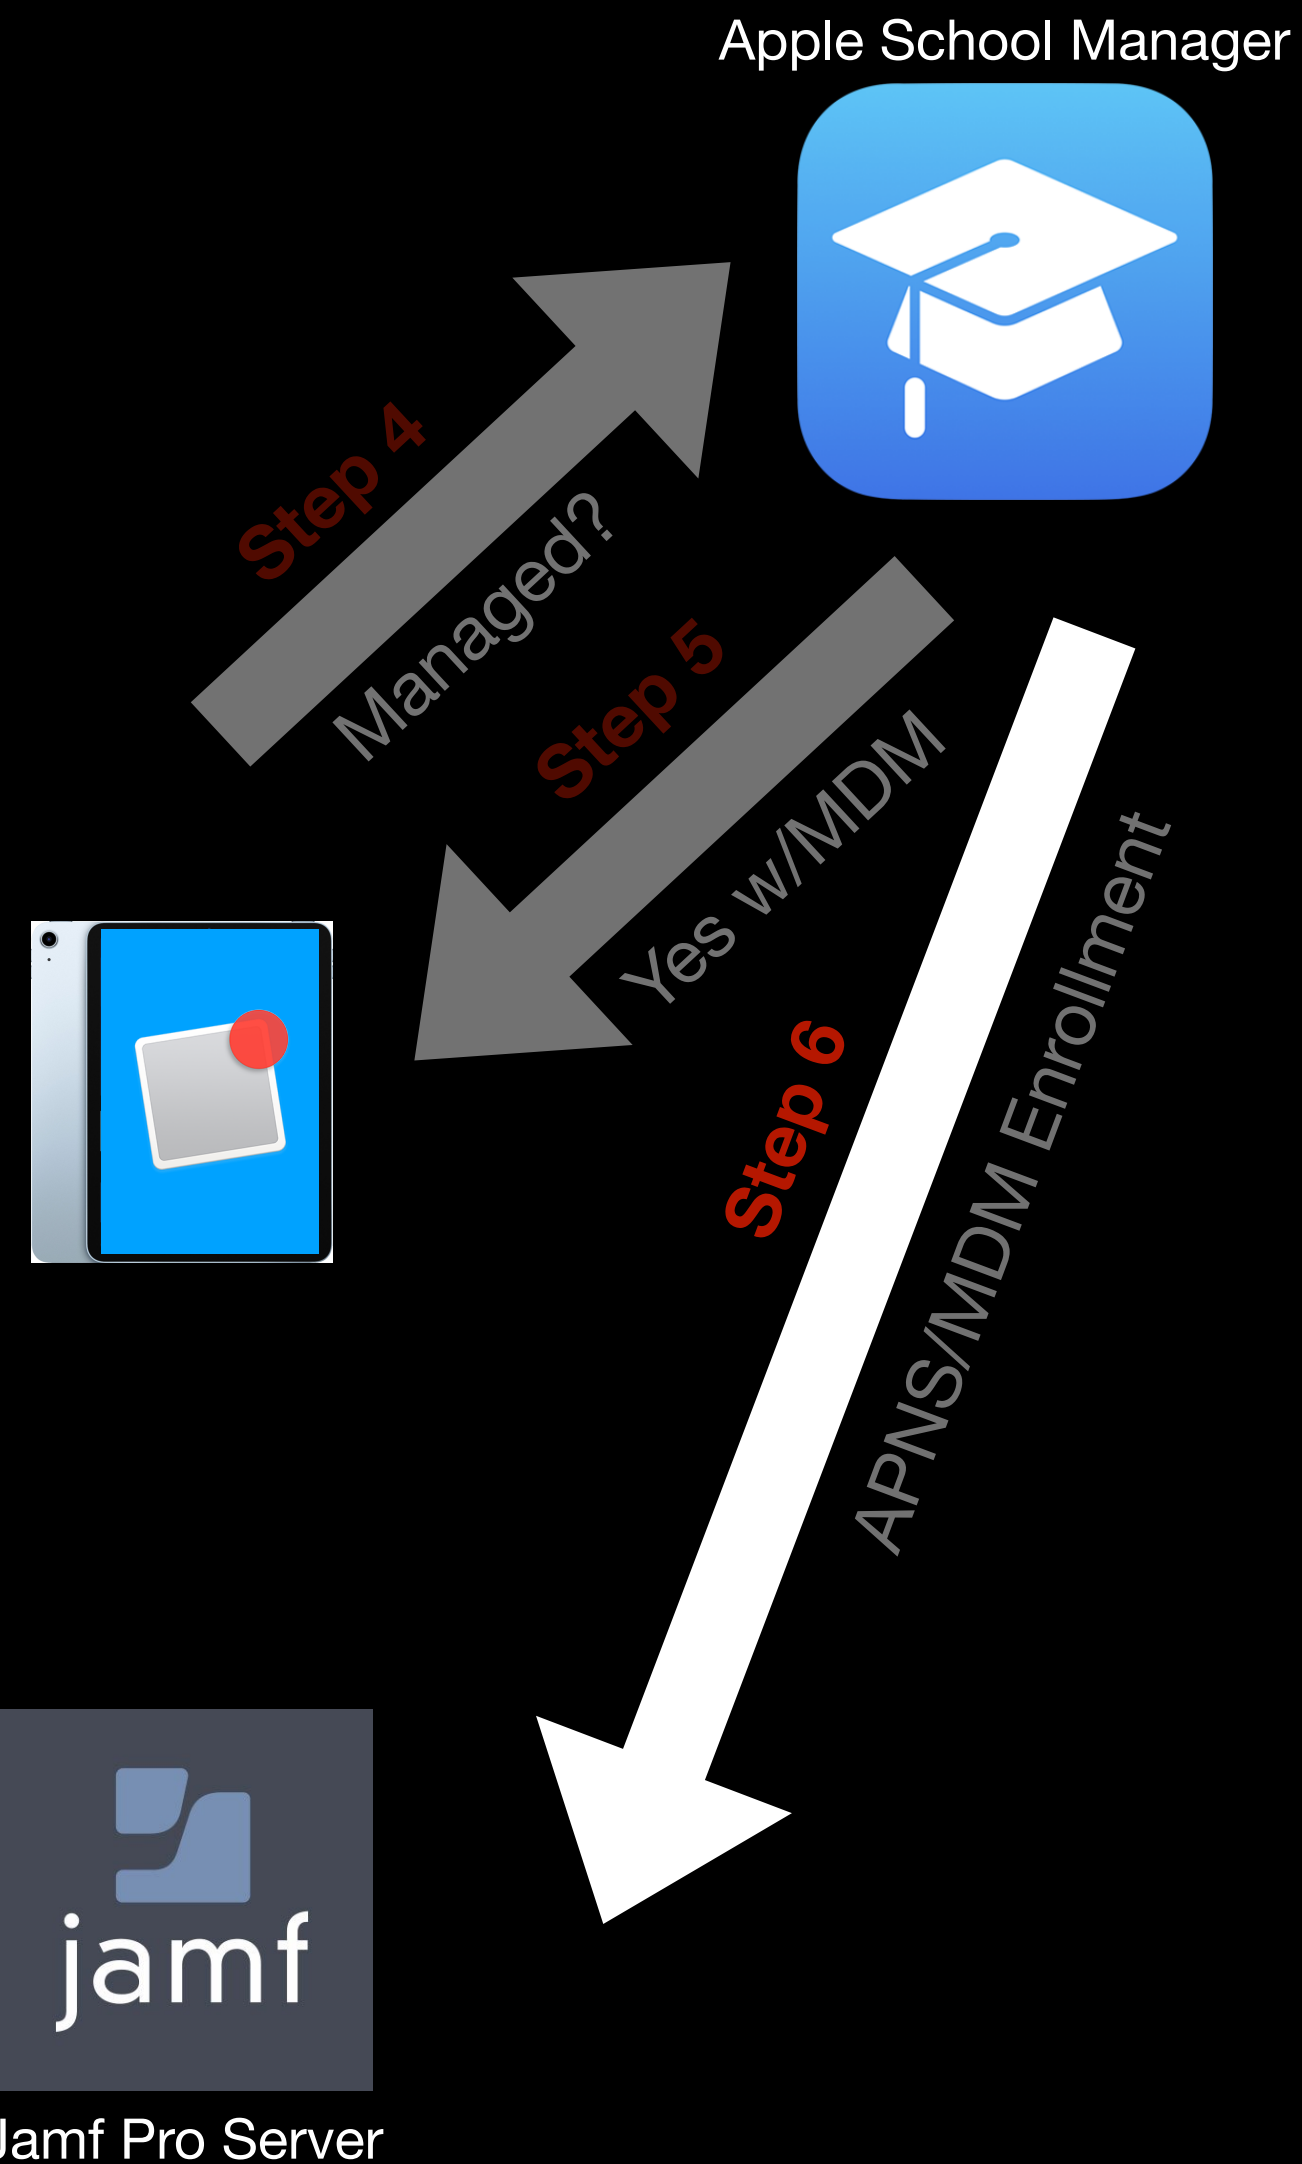 Apple School Manager
Step 4
Managed?
Step 5
Yes w/MDM
Step 6
APNS/MDM Enrollment
jamf
Jamf Pro Server